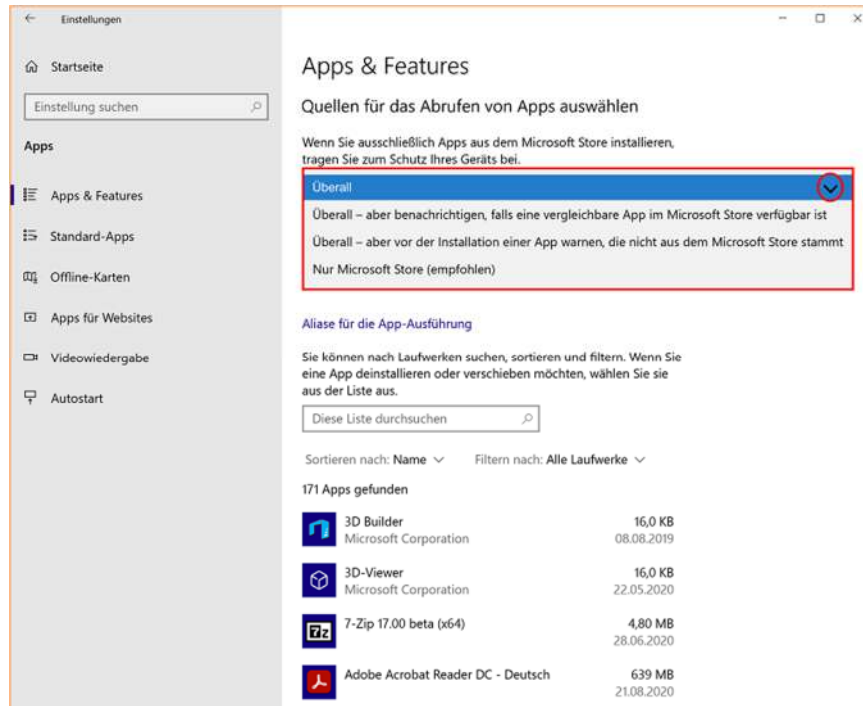 Einstellungen
Startseite
Einstellung suchen
Apps
Apps & Features
Standard-Apps
Offline-Karten
Apps für Websites
Videowiedergabe
Autostart
Apps & Features
Quellen für das Abrufen von Apps auswählen
Wenn Sie ausschließlich Apps aus dem Microsoft Store installieren,
tragen Sie zum Schutz Ihres Geräts bei.
Überall
Überall – aber benachrichtigen, falls eine vergleichbare App im Microsoft Store verfügbar ist
Überall – aber vor der Installation einer App warnen, die nicht aus dem Microsoft Store stammt
Nur Microsoft Store (empfohlen)
Aliase für die App-Ausführung
Sie können nach Laufwerken suchen, sortieren und filtern. Wenn Sie
eine App deinstallieren oder verschieben möchten, wählen Sie sie
aus der Liste aus.
Diese Liste durchsuchen
Sortieren nach: Name Filtern nach: Alle Laufwerke
171 Apps gefunden
3D Builder 16,0 KB
Microsoft Corporation 08.08.2019
3D-Viewer 16,0 KB
Microsoft Corporation 22.05.2020
7-Zip 17.00 beta (x64) 4,80 MB
7z 28.06.2020
Adobe Acrobat Reader DC - Deutsch 639 MB
21.08.2020